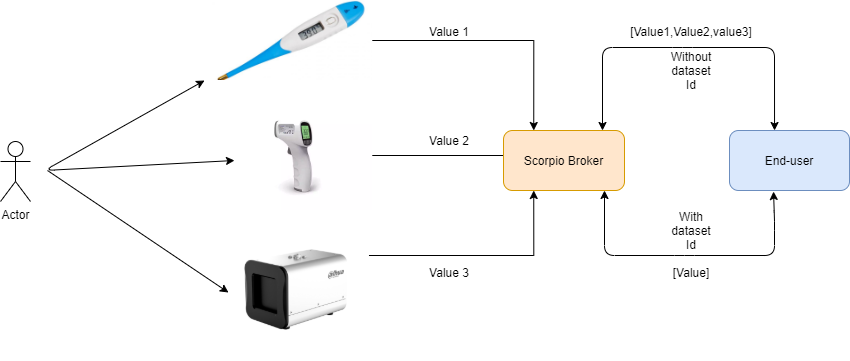 Value 1
[Value1,Value2,value3]
Without
dataset
Id
Value 2
Scorpio Broker
End-user
Actor
With
dataset
Id
Value 3
[Value]
alhua